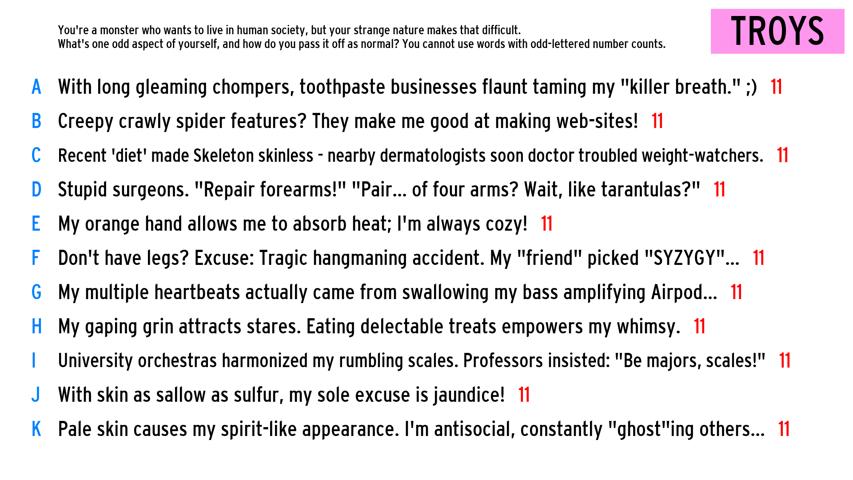 You're a monster who wants to live in human society, but your strange nature makes that difficult.
What's one odd aspect of yourself, and how do you pass it off as normal? You cannot use words with odd-lettered number counts.
TROYS
A With long gleaming chompers, toothpaste businesses flaunt taming my "killer breath." ;) 11
B Creepy crawly spider features? They make me good at making web-sites! 11
C Recent 'diet' made Skeleton skinless - nearby dermatologists soon doctor troubled weight-watchers. 11
D Stupid surgeons. "Repair forearms!" "Pair... of four arms? Wait, like tarantulas?" 11
E My orange hand allows me to absorb heat; I'm always cozy! 11
F Don't have legs? Excuse: Tragic hangmaning accident. My "friend" picked "SYZYGY"... 11
G My multiple heartbeats actually came from swallowing my bass amplifying Airpod... 11
H My gaping grin attracts stares. Eating delectable treats empowers my whimsy. 11
I University orchestras harmonized my rumbling scales. Professors insisted: "Be majors, scales!" 11
J With skin as sallow as sulfur, my sole excuse is jaundice! 11
K Pale skin causes my spirit-like appearance. I'm antisocial, constantly "ghost"ing others... 11